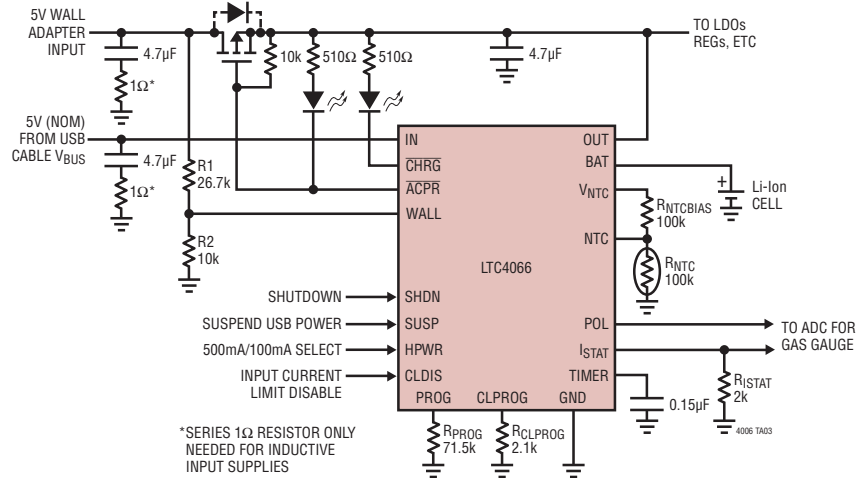 5V WALL
ADAPTER
INPUT
4.7µF
1Ω*
10k
510Ω
510Ω
4.7µF
TO LDOs
REGs, ETC
5V (NOM)
FROM USB
CABLE VBUS
4.7µF
1Ω*
R1
26.7k
R2
10k
IN
CHRG
ACPR
WALL
SHDN
SUSP
HPWR
CLDIS
PROG
CLPROG
GND
LTC4066
OUT
BAT
VNTC
NTC
POL
ISTAT
TIMER
+
Li-Ion
CELL
RNTCBIAS
100k
RNTC
100k
SHUTDOWN
SUSPEND USB POWER
500mA/100mA SELECT
INPUT CURRENT
LIMIT DISABLE
TO ADC FOR
GAS GAUGE
RISTAT
2k
0.15µF
4006 TA03
RPROG
71.5k
RCLPROG
2.1k
*SERIES 1Ω RESISTOR ONLY
NEEDED FOR INDUCTIVE
INPUT SUPPLIES